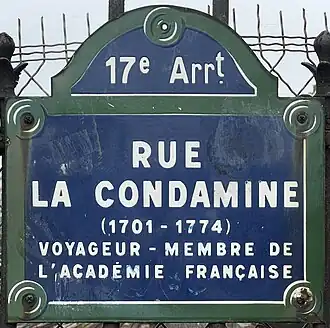 17e Arrt.
RUE
LA CONDAMINE
(1701-1774)
VOYAGEUR - MEMBRE DE
L'ACADÉMIE FRANÇAISE